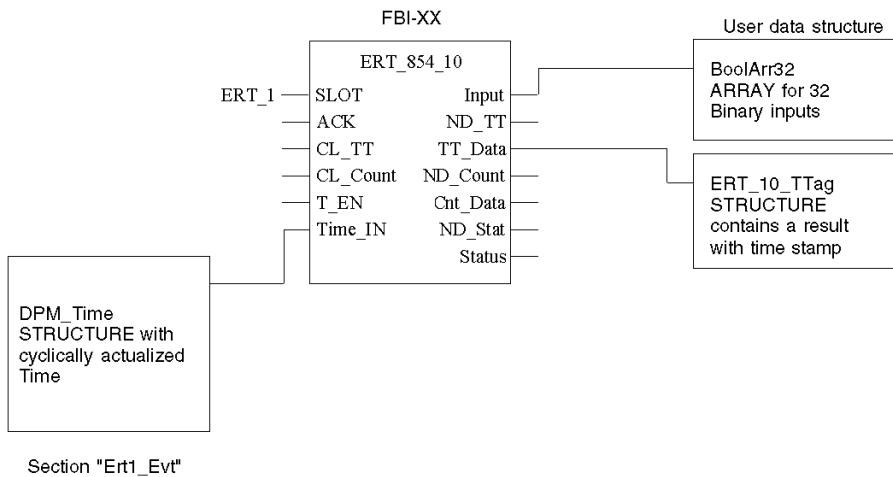 FBI-XX
User data structure
ERT_854_10
ERT_1
SLOT
ACK
CL_TT
CL_Count
T_EN
Time_IN
Input
ND_TT
TT_Data
ND_Count
Cnt_Data
ND_Stat
Status
BoolArr32
ARRAY for 32
Binary inputs
ERT_10_TTag
STRUCTURE
contains a result
with time stamp
DPM_Time
STRUCTURE with
cyclically actualized
Time
Section "Ert1_Evt"